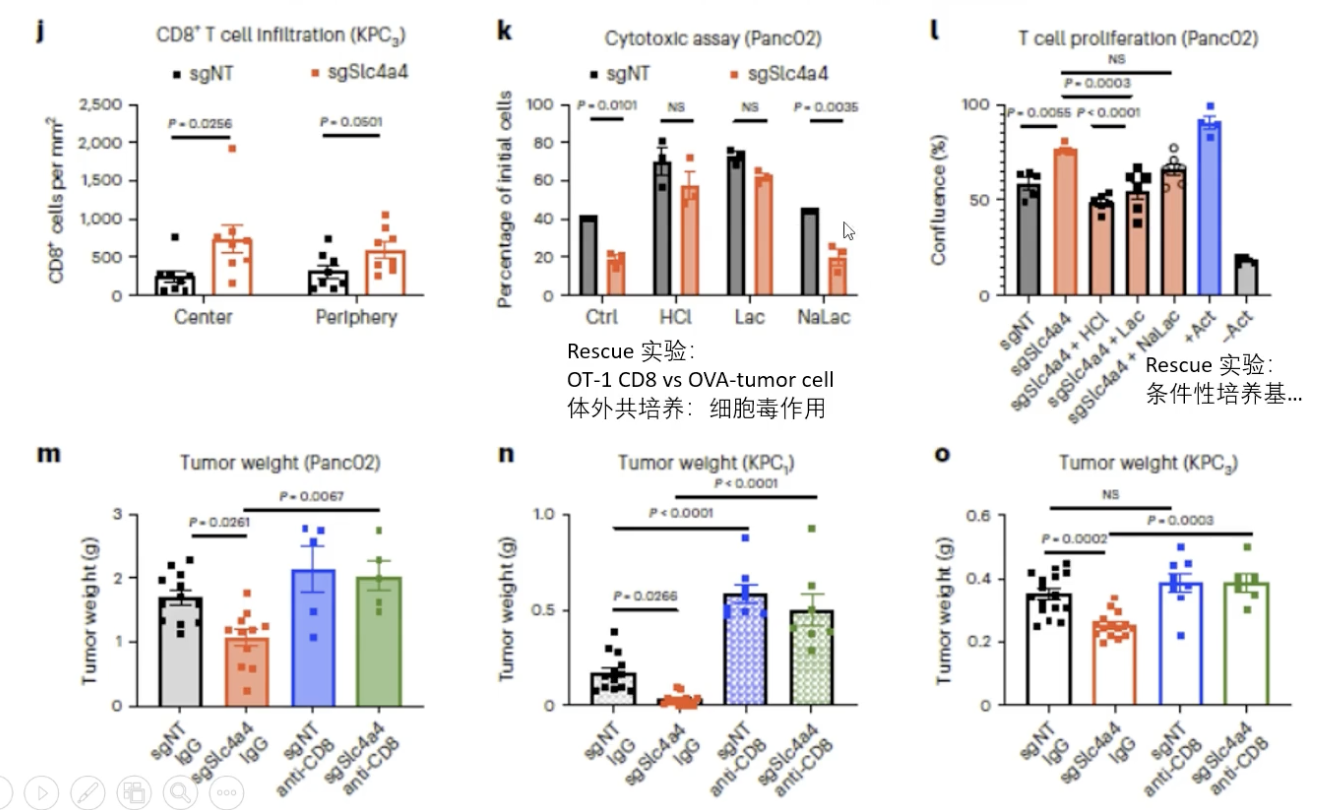 j
CD8⁺ T cell infiltration (KPC₃)
sgNT
sgSlc4a4
CD8⁺ cells per mm²
2,500
2,000
1,500
1,000
500
0
P = 0.0256
P = 0.0501
Center
Periphery
k
Cytotoxic assay (Panc02)
sgNT
sgSlc4a4
Percentage of initial cells
100
80
60
40
20
0
P = 0.0101
NS
NS
P = 0.0035
Ctrl
HCl
Lac
NaLac
Rescue 实验：
OT-1 CD8 vs OVA-tumor cell
体外共培养：细胞毒作用
l
T cell proliferation (Panc02)
NS
P = 0.0003
P = 0.0055
P < 0.0001
Confluence (%)
100
50
0
sgNT
sgSlc4a4
sgSlc4a4 + HCl
sgSlc4a4 + Lac
sgSlc4a4 + NaLac
+Act
–Act
Rescue 实验：
条件性培养基...
m
Tumor weight (Panc02)
P = 0.0067
P = 0.0261
Tumor weight (g)
3
2
1
0
sgNT
IgG
sgSlc4a4
IgG
sgNT
anti-CD8
sgSlc4a4
anti-CD8
n
Tumor weight (KPC₁)
P < 0.0001
P < 0.0001
P = 0.0266
Tumor weight (g)
1.0
0.5
0
sgNT
IgG
sgSlc4a4
IgG
sgNT
anti-CD8
sgSlc4a4
anti-CD8
o
Tumor weight (KPC₃)
NS
P = 0.0003
P = 0.0002
Tumor weight (g)
0.6
0.4
0.2
0
sgNT
IgG
sgSlc4a4
IgG
sgNT
anti-CD8
sgSlc4a4
anti-CD8